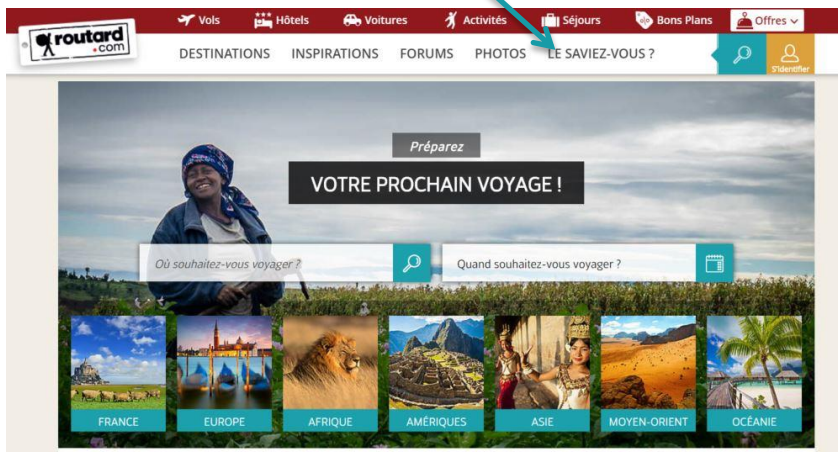 Vols Hôtels Voitures Activités Séjours Bons Plans Offres
routard
.com
DESTINATIONS INSPIRATIONS FORUMS PHOTOS LE SAVIEZ-VOUS ?
S'identifier
Préparez
VOTRE PROCHAIN VOYAGE !
Où souhaitez-vous voyager ? Quand souhaitez-vous voyager ?
FRANCE EUROPE AFRIQUE AMÉRIQUES ASIE MOYEN-ORIENT OCÉANIE